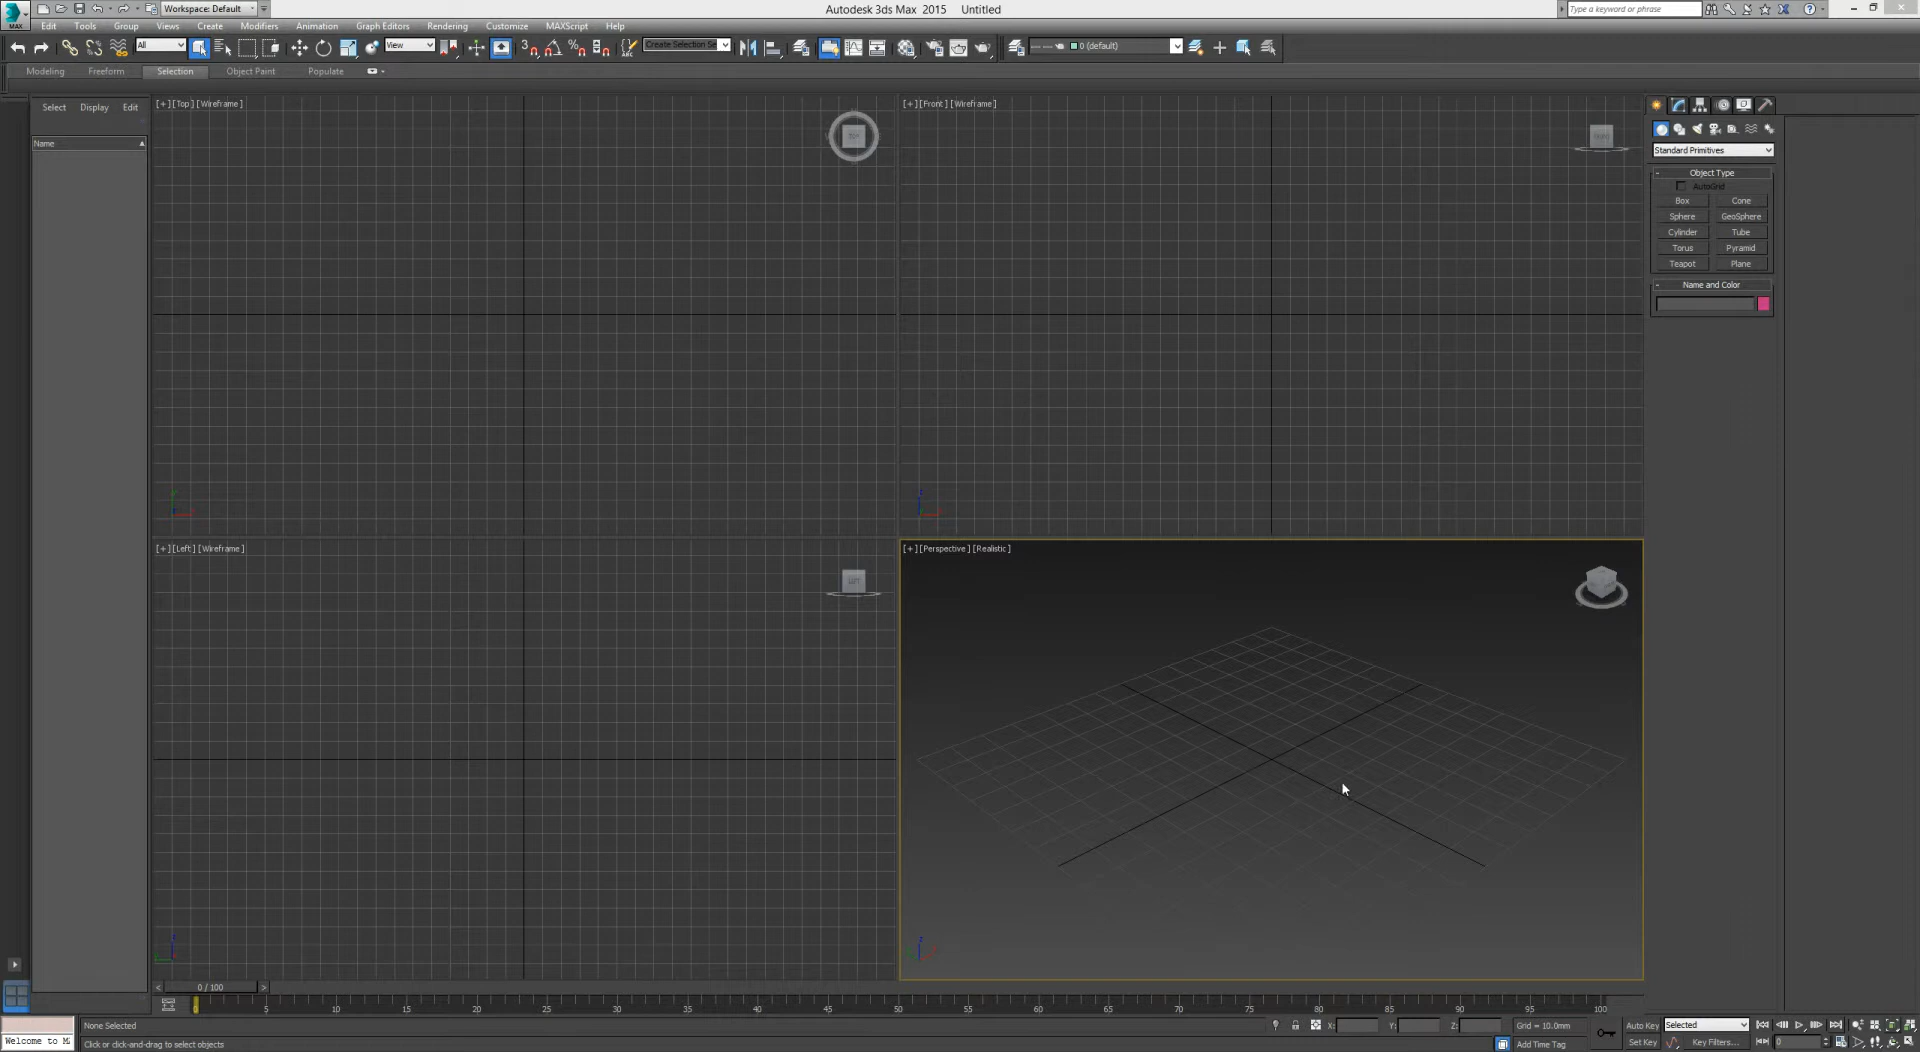 Workspace: Default
Autodesk 3ds Max 2015 Untitled
Type a keyword or phrase
MAX
Edit Tools Group Views Create Modifiers Animation Graph Editors Rendering Customize MAXScript Help
All
View
Create Selection Se
0 (default)
Modeling Freeform Selection Object Paint Populate
Select Display Edit
Name
[+] [Top] [Wireframe]
TOP
[+] [Front] [Wireframe]
Standard Primitives
- Object Type
AutoGrid
Box Cone
Sphere GeoSphere
Cylinder Tube
Torus Pyramid
Teapot Plane
- Name and Color
[+] [Left] [Wireframe]
LEFT
[+] [Perspective] [Realistic]
< 0 / 100 >
0 5 10 15 20 25 30 35 40 45 50 55 60 65 70 75 80 85 90 95 100
None Selected
X: Y: Z: Grid = 10.0mm
Auto Key Selected
Welcome to M
Click or click-and-drag to select objects
Add Time Tag
Set Key Key Filters...
0